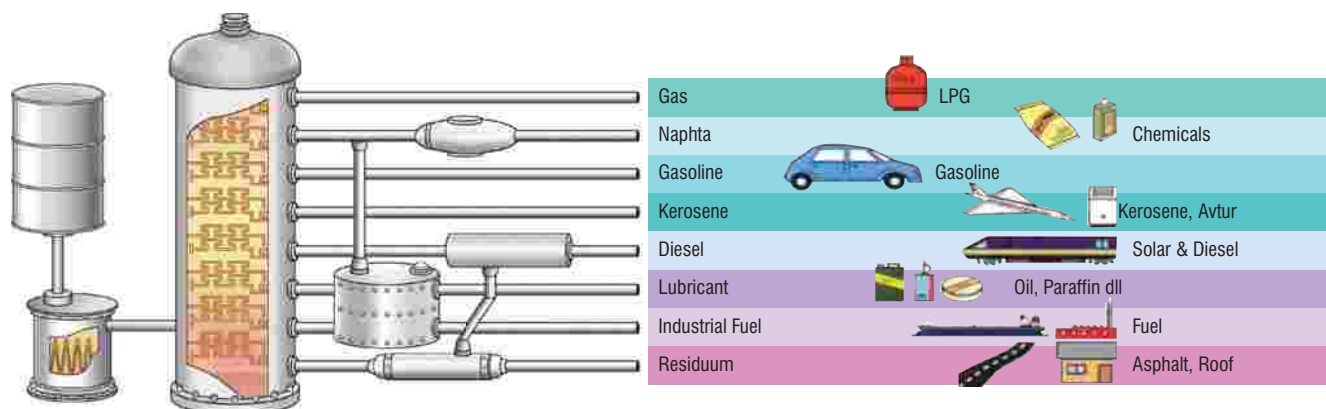 Gas LPG
Naphta Chemicals
Gasoline Gasoline
Kerosene Kerosene, Avtur
Diesel Solar & Diesel
Lubricant Oil, Paraffin dll
Industrial Fuel Fuel
Residuum Asphalt, Roof